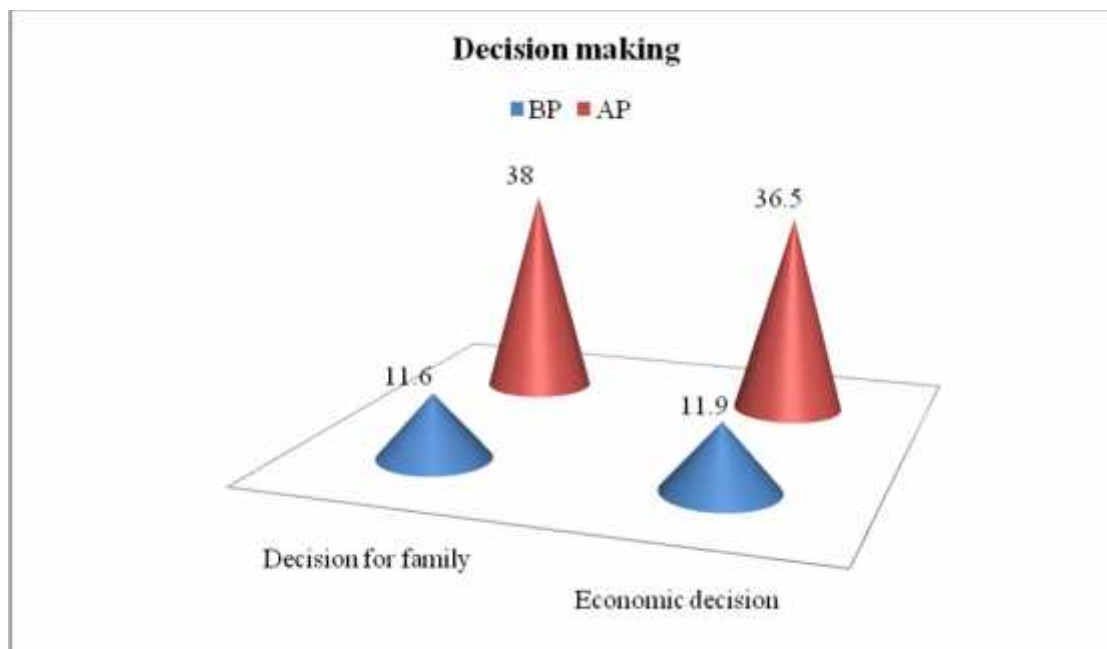 Decision making
BP AP
38
36.5
11.6
11.9
Decision for family
Economic decision